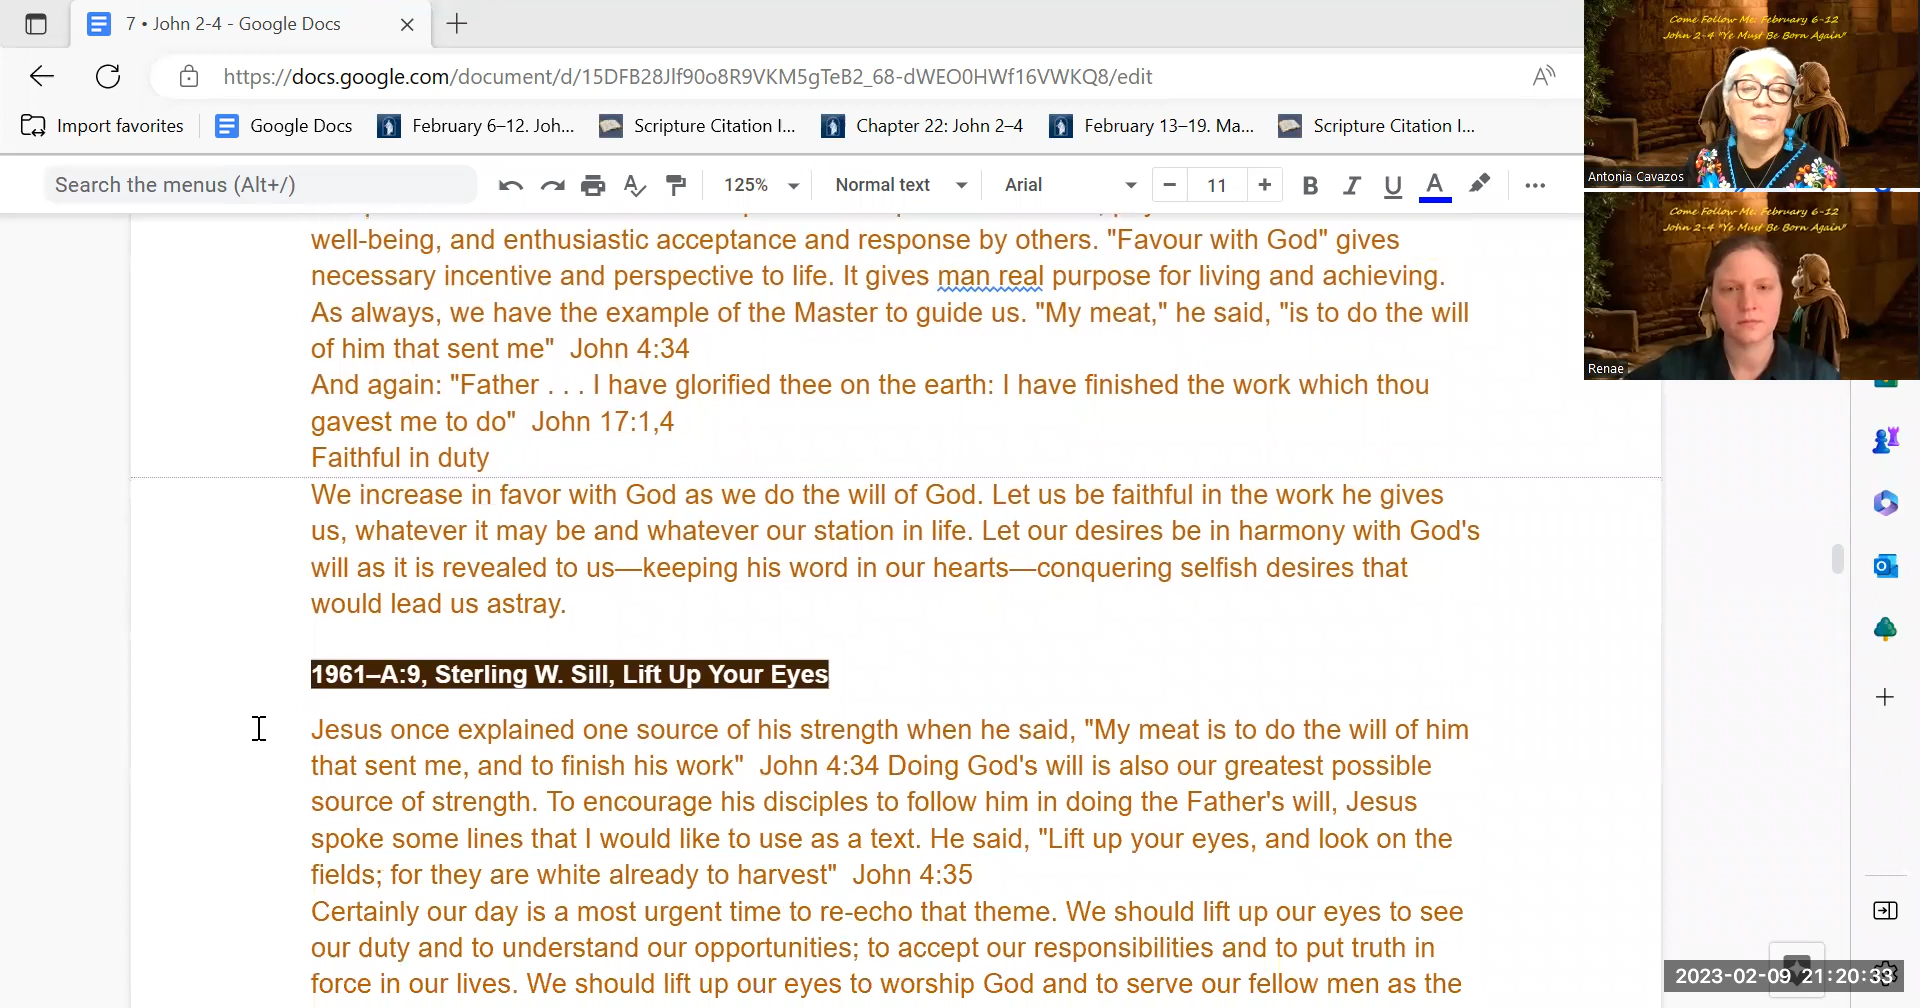 7 • John 2-4 - Google Docs
https://docs.google.com/document/d/15DFB28Jlf90o8R9VKM5gTeB2_68-dWEO0HWf16VWKQ8/edit
Import favorites
Google Docs
February 6–12. Joh...
Scripture Citation I...
Chapter 22: John 2–4
February 13–19. Ma...
Scripture Citation I...
Search the menus (Alt+/)
125%
Normal text
Arial
11
B I U A
Come Follow Me: February 6-12
John 2-4 "Ye Must Be Born Again"
Antonia Cavazos
Come Follow Me: February 6-12
John 2-4 "Ye Must Be Born Again"
Renae
well-being, and enthusiastic acceptance and response by others. "Favour with God" gives
necessary incentive and perspective to life. It gives man real purpose for living and achieving.
As always, we have the example of the Master to guide us. "My meat," he said, "is to do the will
of him that sent me"  John 4:34
And again: "Father . . . I have glorified thee on the earth: I have finished the work which thou
gavest me to do"  John 17:1,4
Faithful in duty
We increase in favor with God as we do the will of God. Let us be faithful in the work he gives
us, whatever it may be and whatever our station in life. Let our desires be in harmony with God's
will as it is revealed to us—keeping his word in our hearts—conquering selfish desires that
would lead us astray.
1961–A:9, Sterling W. Sill, Lift Up Your Eyes
Jesus once explained one source of his strength when he said, "My meat is to do the will of him
that sent me, and to finish his work"  John 4:34 Doing God's will is also our greatest possible
source of strength. To encourage his disciples to follow him in doing the Father's will, Jesus
spoke some lines that I would like to use as a text. He said, "Lift up your eyes, and look on the
fields; for they are white already to harvest"  John 4:35
Certainly our day is a most urgent time to re-echo that theme. We should lift up our eyes to see
our duty and to understand our opportunities; to accept our responsibilities and to put truth in
force in our lives. We should lift up our eyes to worship God and to serve our fellow men as the
2023-02-09 21:20:33